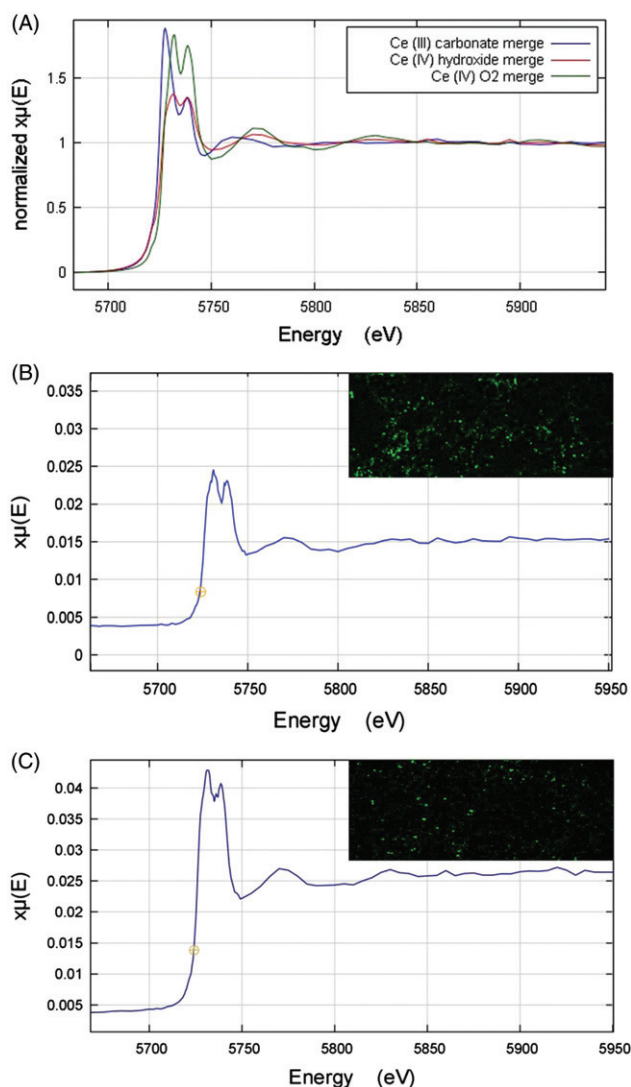 (A)
Ce (III) carbonate merge
Ce (IV) hydroxide merge
Ce (IV) O2 merge
normalized xμ(E)
1.5
1
0.5
0
5700 5750 5800 5850 5900
Energy (eV)
(B)
xμ(E)
0.035
0.03
0.025
0.02
0.015
0.01
0.005
0
5700 5750 5800 5850 5900 5950
Energy (eV)
(C)
xμ(E)
0.04
0.035
0.03
0.025
0.02
0.015
0.01
0.005
5700 5750 5800 5850 5900 5950
Energy (eV)